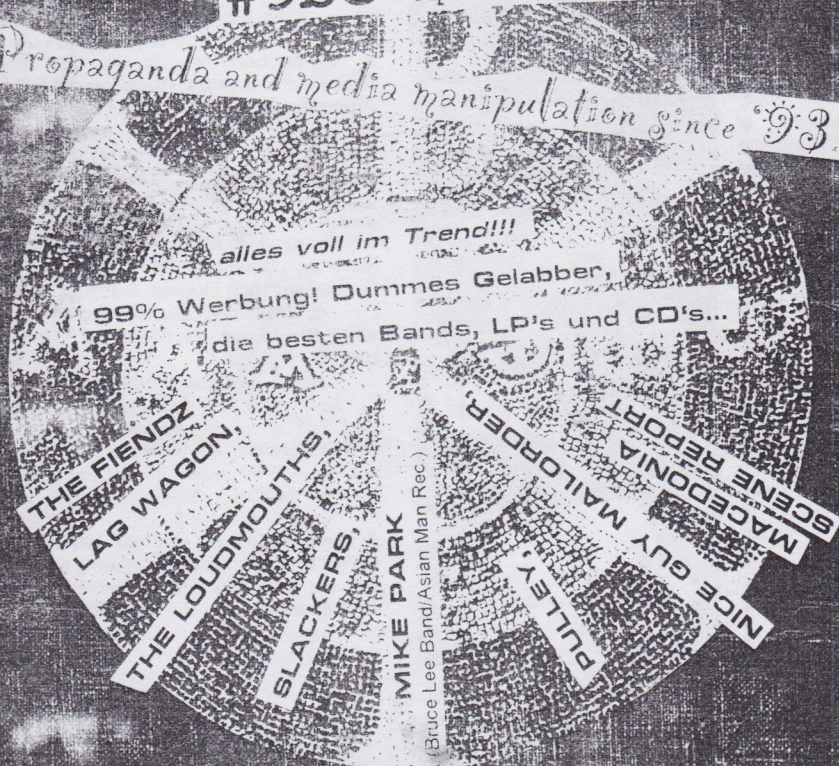 Propaganda and media manipulation since '93
alles voll im Trend!!!
99% Werbung! Dummes Gelabber,
die besten Bands, LP's und CD's...
THE FIENDZ
LAG WAGON,
THE LOUDMOUTHS,
SLACKERS,
MIKE PARK
(Bruce Lee Band/Asian Man Rec.)
PULLEY,
NICE GUY MAILORDER,
MACEDONIA
SCENE REPORT